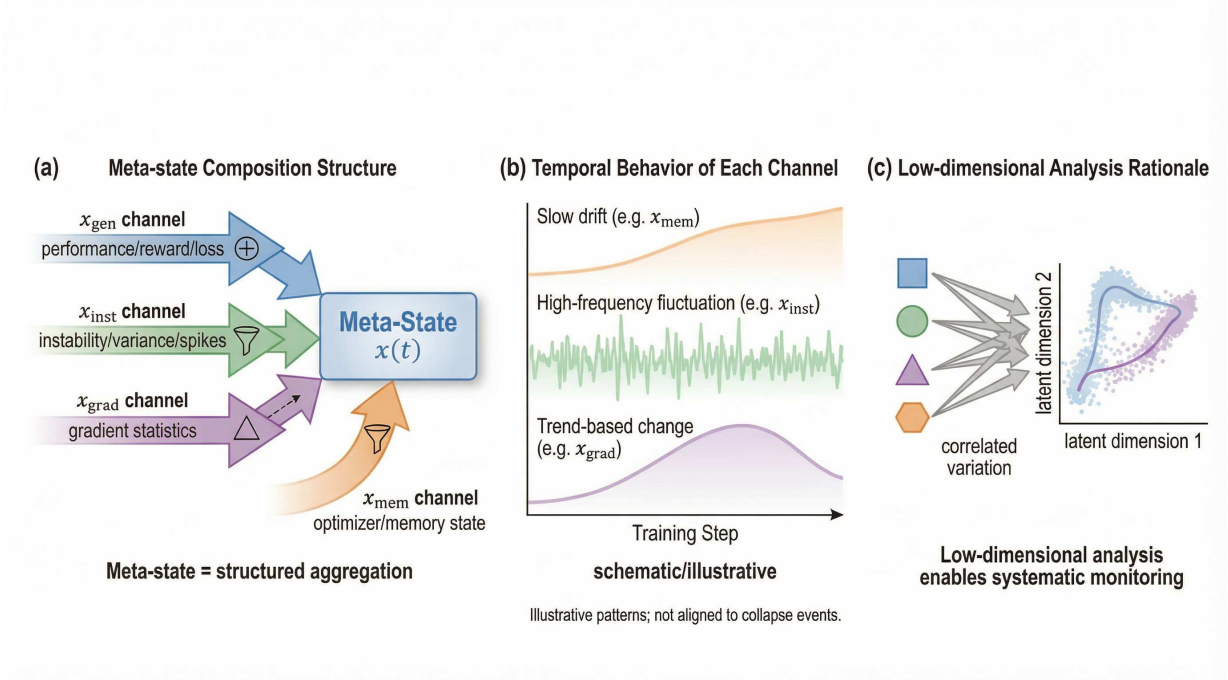 (a) Meta-state Composition Structure
x_gen channel
performance/reward/loss
x_inst channel
instability/variance/spikes
x_grad channel
gradient statistics
Meta-State
x(t)
x_mem channel
optimizer/memory state
Meta-state = structured aggregation
(b) Temporal Behavior of Each Channel
Slow drift (e.g. x_mem)
High-frequency fluctuation (e.g. x_inst)
Trend-based change
(e.g. x_grad)
Training Step
schematic/illustrative
Illustrative patterns; not aligned to collapse events.
(c) Low-dimensional Analysis Rationale
correlated
variation
latent dimension 2
latent dimension 1
Low-dimensional analysis
enables systematic monitoring